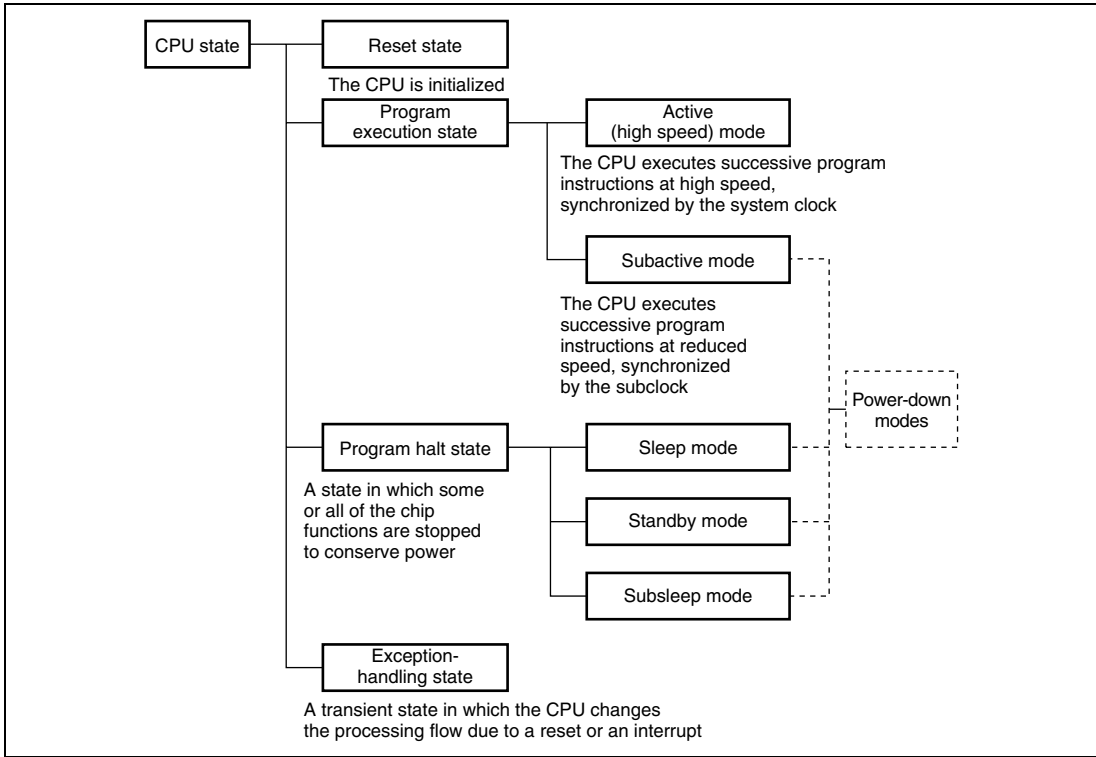 CPU state
Reset state
The CPU is initialized
Program
execution state
Active
(high speed) mode
The CPU executes successive program
instructions at high speed,
synchronized by the system clock
Subactive mode
The CPU executes
successive program
instructions at reduced
speed, synchronized
by the subclock
Power-down
modes
Program halt state
Sleep mode
A state in which some
or all of the chip
functions are stopped
to conserve power
Standby mode
Subsleep mode
Exception-
handling state
A transient state in which the CPU changes
the processing flow due to a reset or an interrupt